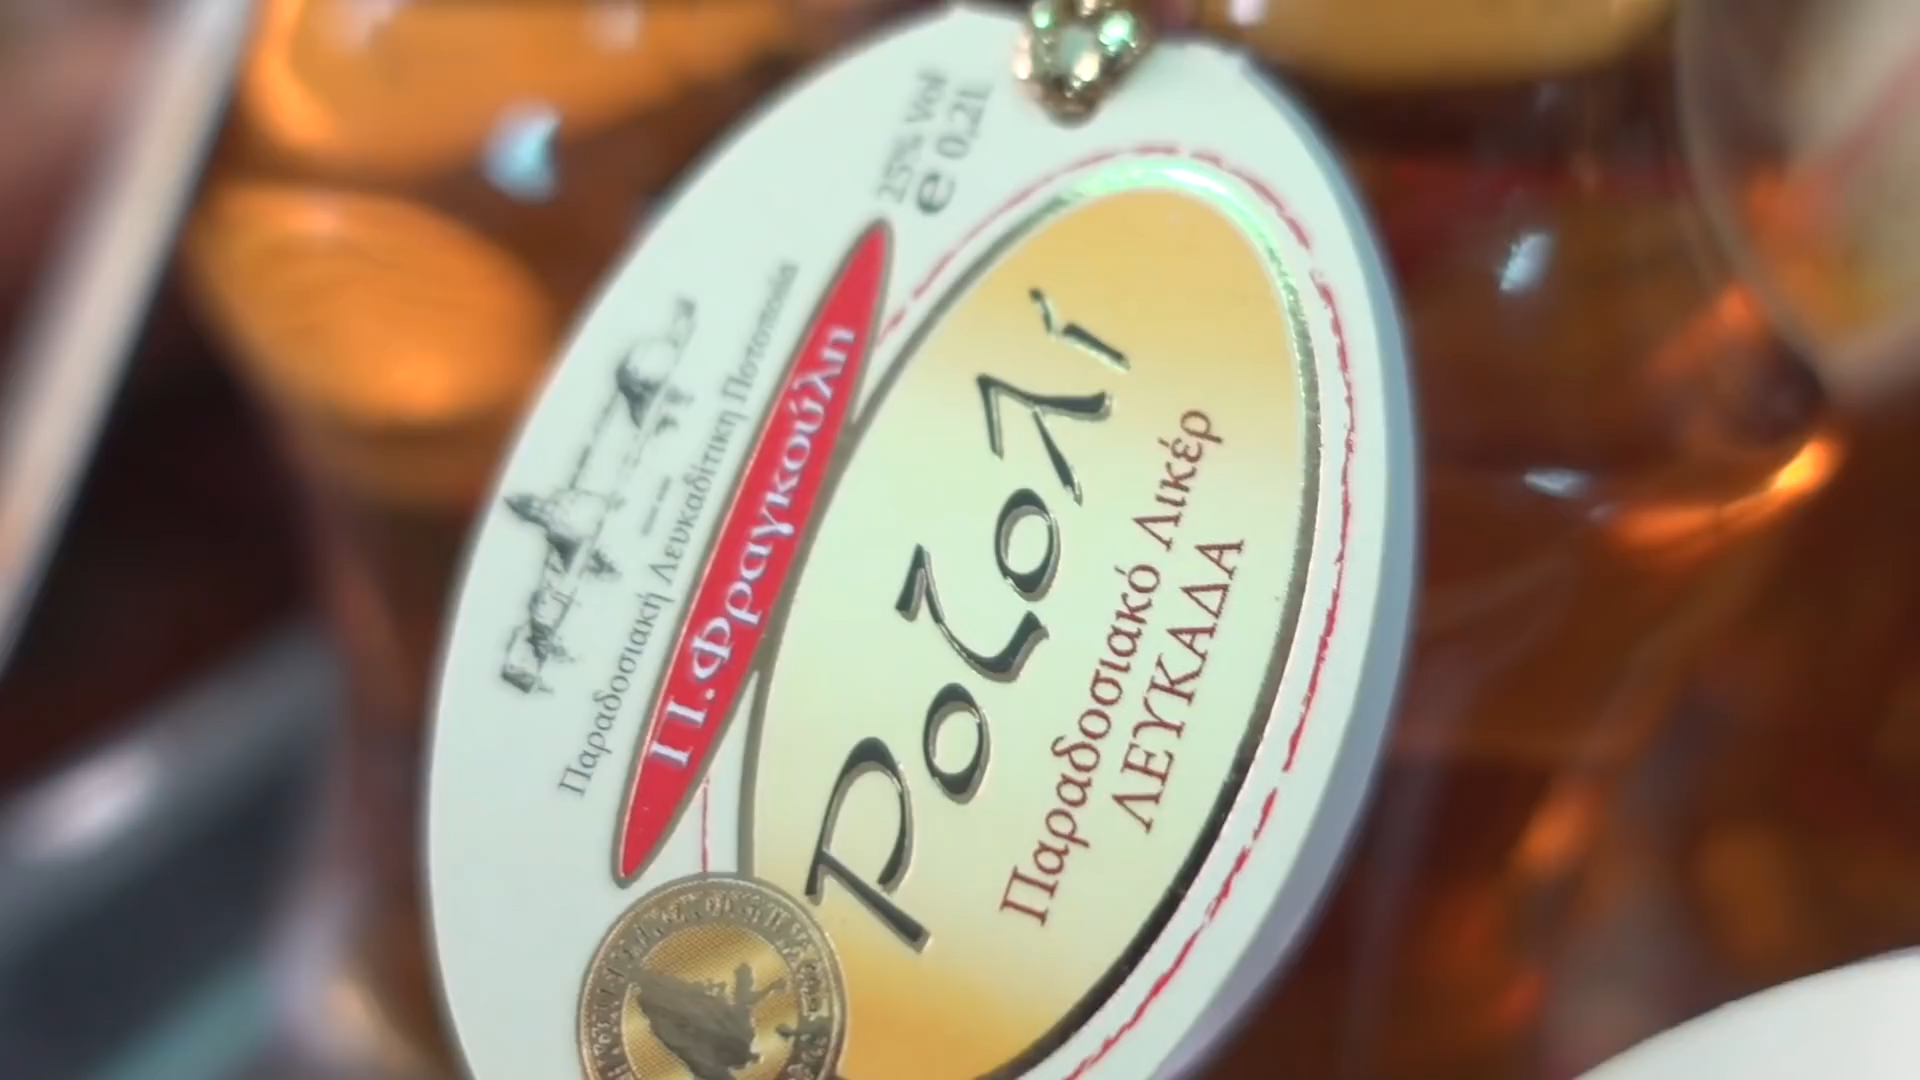 25% Vol
e 0,2L
Παραδοσιακή Λευκαδίτικη Ποτοποιία
Π.Φραγκούλη
Ροζολί
Παραδοσιακό Λικέρ
ΛΕΥΚΑΔΑ